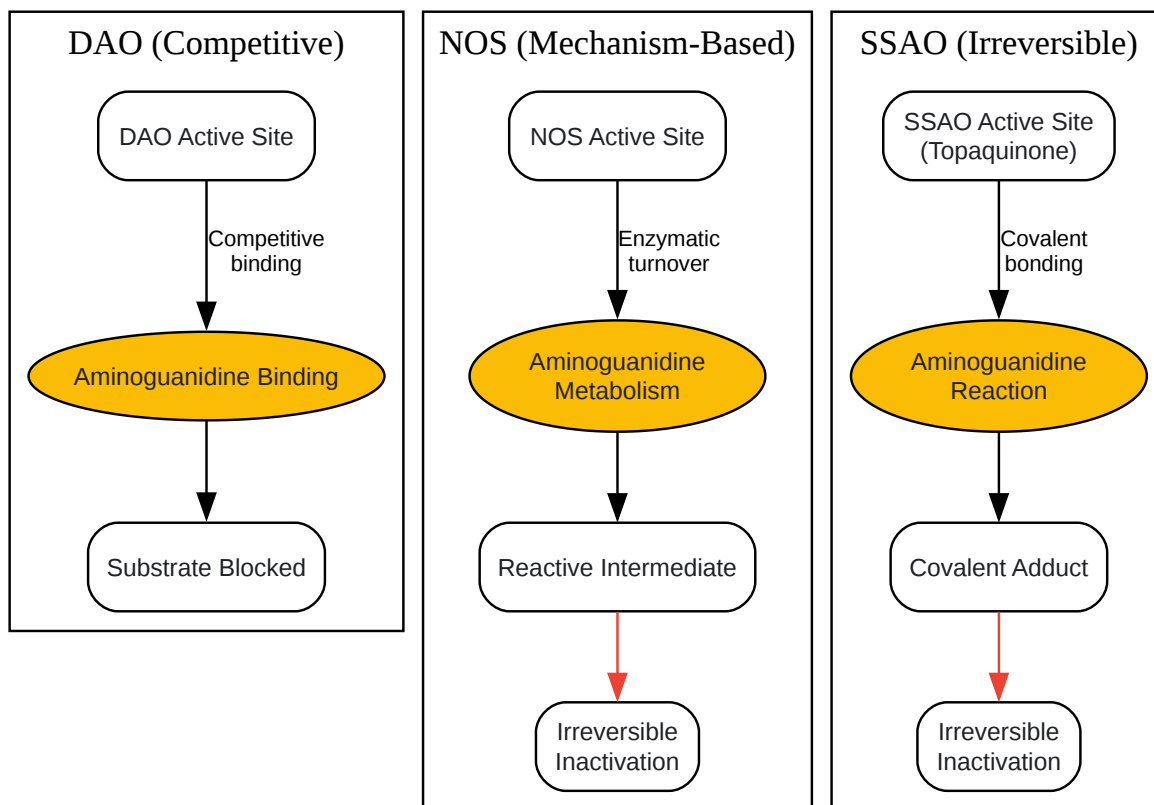 DAO (Competitive)
DAO Active Site
Competitive
binding
Aminoguanidine Binding
Substrate Blocked
NOS (Mechanism-Based)
NOS Active Site
Enzymatic
turnover
Aminoguanidine
Metabolism
Reactive Intermediate
Irreversible
Inactivation
SSAO (Irreversible)
SSAO Active Site
(Topaquinone)
Covalent
bonding
Aminoguanidine
Reaction
Covalent Adduct
Irreversible
Inactivation